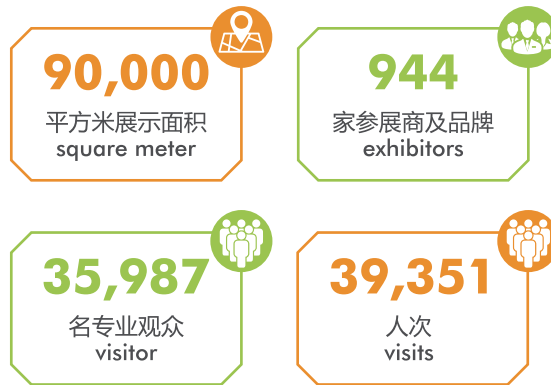 90,000
平方米展示面积
square meter
944
家参展商及品牌
exhibitors
35,987
名专业观众
visitor
39,351
人次
visits